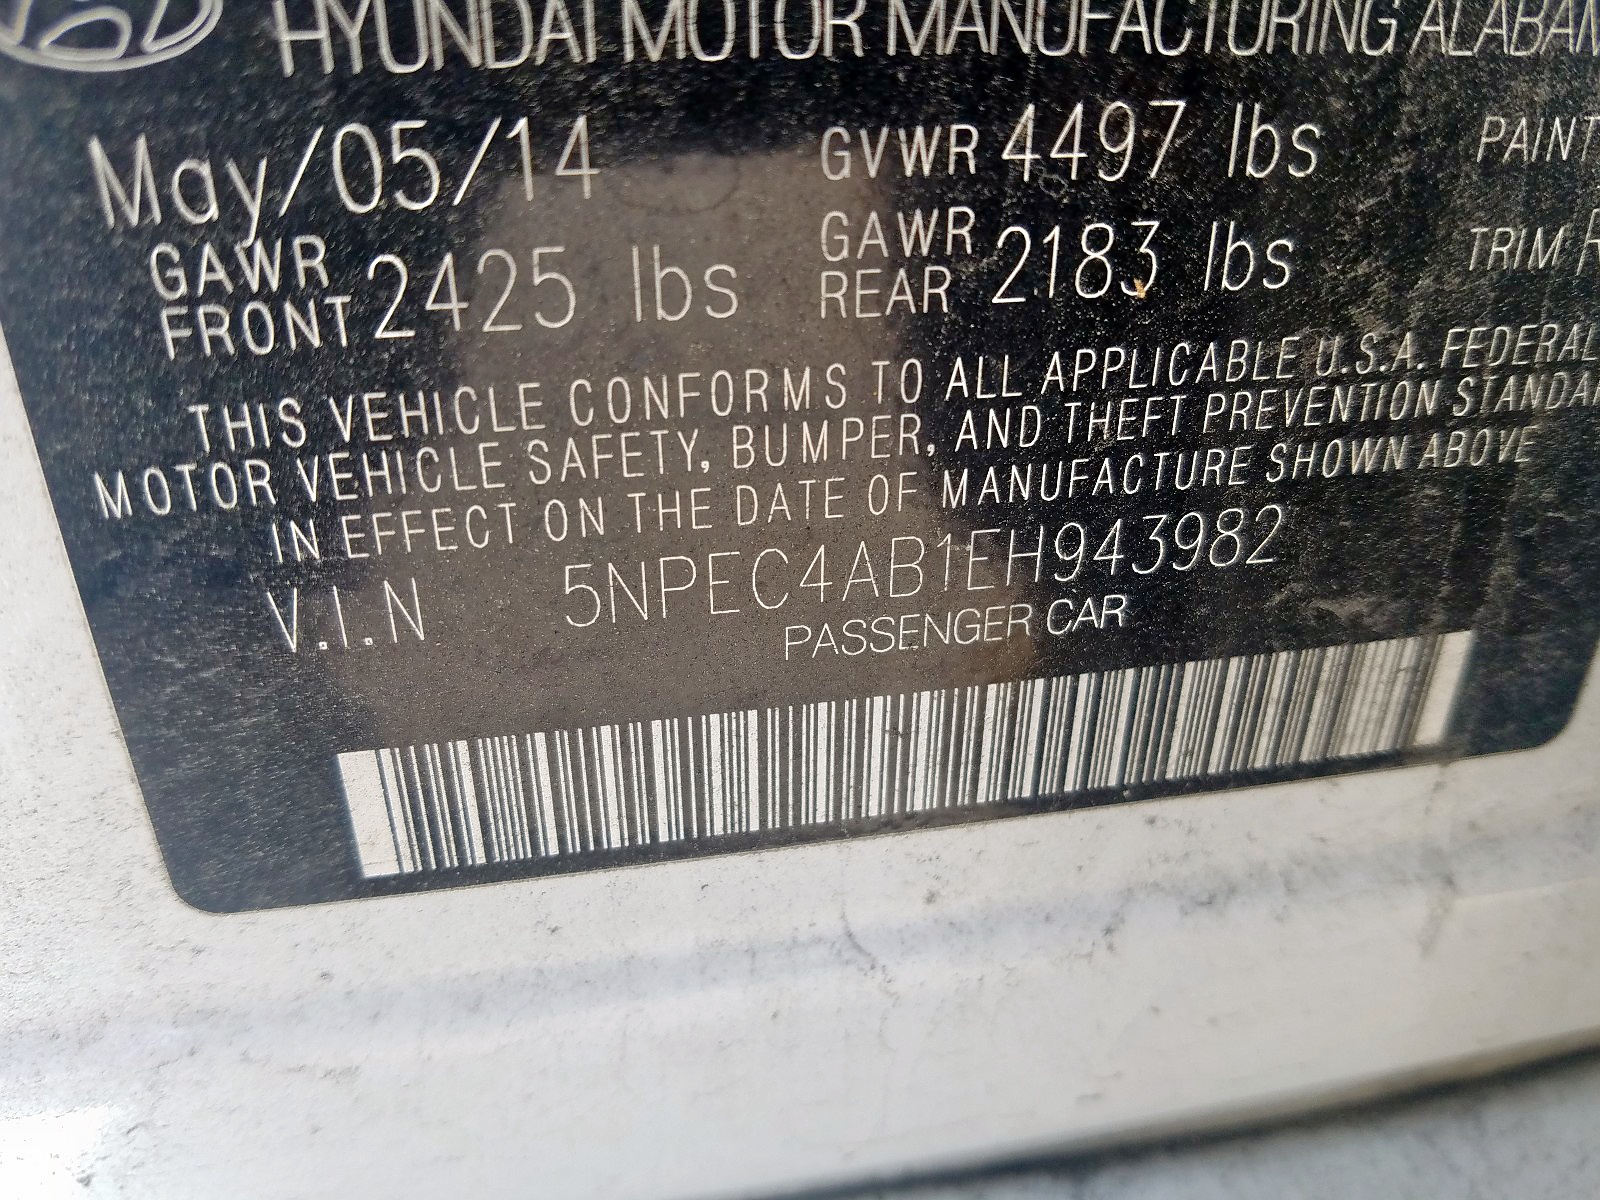 HYUNDAI MOTOR MANUFACTURING ALABAM
May/05/14 GVWR 4497 lbs PAINT
GAWR FRONT 2425 lbs GAWR REAR 2183 lbs TRIM
THIS VEHICLE CONFORMS TO ALL APPLICABLE U.S.A. FEDERAL
MOTOR VEHICLE SAFETY, BUMPER, AND THEFT PREVENTION STANDAR
IN EFFECT ON THE DATE OF MANUFACTURE SHOWN ABOVE
V.I.N 5NPEC4AB1EH943982
PASSENGER CAR